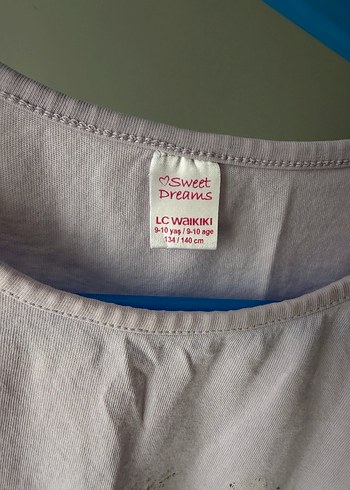 ♡Sweet
Dreams
LC WAIKIKI
9-10 yaş / 9-10 age
134 / 140 cm